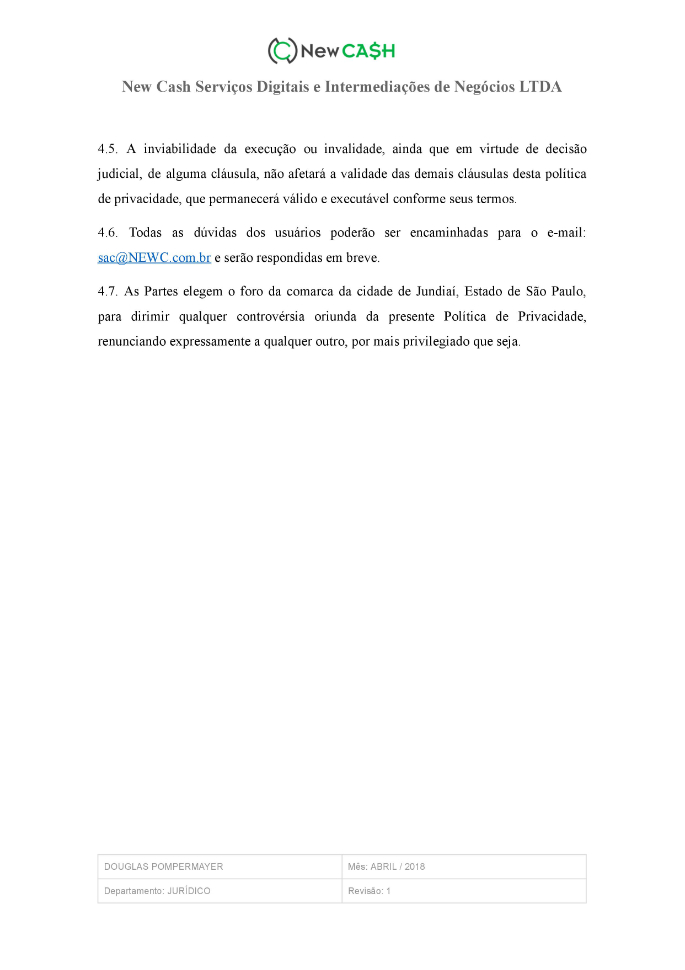 New CA$H
New Cash Serviços Digitais e Intermediações de Negócios LTDA
4.5. A inviabilidade da execução ou invalidade, ainda que em virtude de decisão
judicial, de alguma cláusula, não afetará a validade das demais cláusulas desta política
de privacidade, que permanecerá válido e executável conforme seus termos.
4.6. Todas as dúvidas dos usuários poderão ser encaminhadas para o e-mail:
sac@NEWC.com.br e serão respondidas em breve.
4.7. As Partes elegem o foro da comarca da cidade de Jundiaí, Estado de São Paulo,
para dirimir qualquer controvérsia oriunda da presente Política de Privacidade,
renunciando expressamente a qualquer outro, por mais privilegiado que seja.
DOUGLAS POMPERMAYER
Mês: ABRIL / 2018
Departamento: JURÍDICO
Revisão: 1